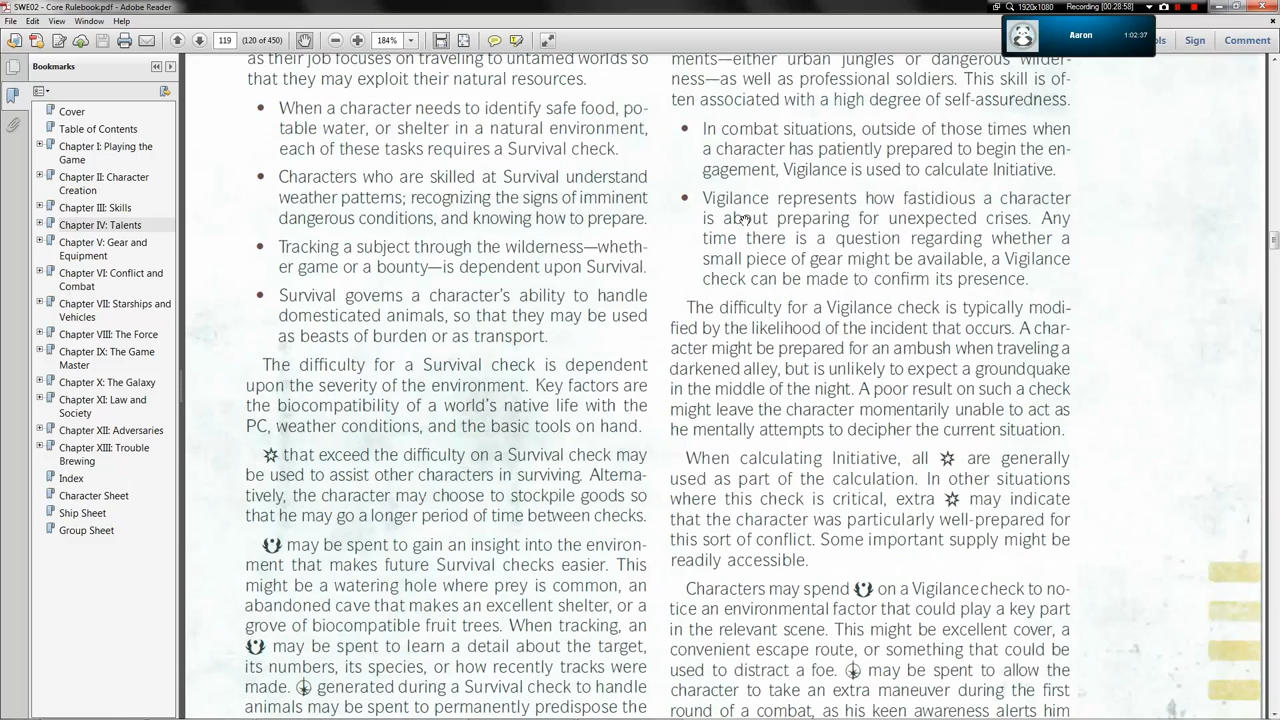 SWE02 - Core Rulebook.pdf - Adobe Reader
1920x1080
Recording [00:28:58]
File Edit View Window Help
119 (120 of 450)
184%
Sign
Comment
Aaron
1:02:37
Bookmarks
Cover
Table of Contents
Chapter I: Playing the
Game
Chapter II: Character
Creation
Chapter III: Skills
Chapter IV: Talents
Chapter V: Gear and
Equipment
Chapter VI: Conflict and
Combat
Chapter VII: Starships and
Vehicles
Chapter VIII: The Force
Chapter IX: The Game
Master
Chapter X: The Galaxy
Chapter XI: Law and
Society
Chapter XII: Adversaries
Chapter XIII: Trouble
Brewing
Index
Character Sheet
Ship Sheet
Group Sheet
as their job focuses on traveling to untamed worlds so
that they may exploit their natural resources.
• When a character needs to identify safe food, po-
table water, or shelter in a natural environment,
each of these tasks requires a Survival check.
• Characters who are skilled at Survival understand
weather patterns; recognizing the signs of imminent
dangerous conditions, and knowing how to prepare.
• Tracking a subject through the wilderness—wheth-
er game or a bounty—is dependent upon Survival.
• Survival governs a character's ability to handle
domesticated animals, so that they may be used
as beasts of burden or as transport.
The difficulty for a Survival check is dependent
upon the severity of the environment. Key factors are
the biocompatibility of a world's native life with the
PC, weather conditions, and the basic tools on hand.
that exceed the difficulty on a Survival check may
be used to assist other characters in surviving. Alterna-
tively, the character may choose to stockpile goods so
that he may go a longer period of time between checks.
may be spent to gain an insight into the environ-
ment that makes future Survival checks easier. This
might be a watering hole where prey is common, an
abandoned cave that makes an excellent shelter, or a
grove of biocompatible fruit trees. When tracking, an
may be spent to learn a detail about the target,
its numbers, its species, or how recently tracks were
made. generated during a Survival check to handle
animals may be spent to permanently predispose the
ments—either urban jungles or dangerous wilder-
ness—as well as professional soldiers. This skill is of-
ten associated with a high degree of self-assuredness.
• In combat situations, outside of those times when
a character has patiently prepared to begin the en-
gagement, Vigilance is used to calculate Initiative.
• Vigilance represents how fastidious a character
is about preparing for unexpected crises. Any
time there is a question regarding whether a
small piece of gear might be available, a Vigilance
check can be made to confirm its presence.
The difficulty for a Vigilance check is typically modi-
fied by the likelihood of the incident that occurs. A char-
acter might be prepared for an ambush when traveling a
darkened alley, but is unlikely to expect a groundquake
in the middle of the night. A poor result on such a check
might leave the character momentarily unable to act as
he mentally attempts to decipher the current situation.
When calculating Initiative, all are generally
used as part of the calculation. In other situations
where this check is critical, extra may indicate
that the character was particularly well-prepared for
this sort of conflict. Some important supply might be
readily accessible.
Characters may spend on a Vigilance check to no-
tice an environmental factor that could play a key part
in the relevant scene. This might be excellent cover, a
convenient escape route, or something that could be
used to distract a foe. may be spent to allow the
character to take an extra maneuver during the first
round of a combat, as his keen awareness alerts him